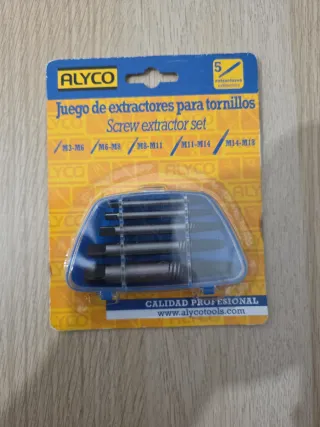 ALYCO
5
Juego de extractores para tornillos
Screw extractor set
M3-M6 M6-M8 M8-M11 M11-M14 M14-M18
CALIDAD PROFESIONAL
www.alycotools.com
ALYCO